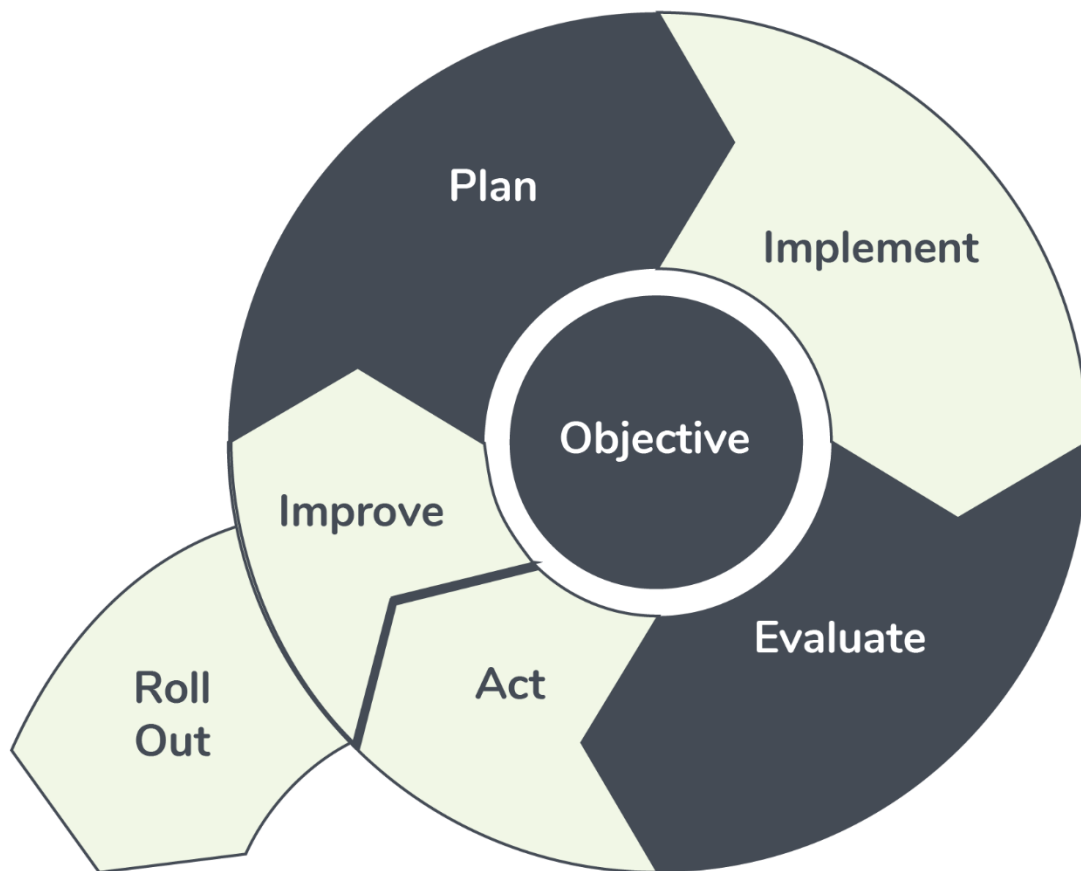 Plan
Implement
Objective
Improve
Evaluate
Act
Roll
Out